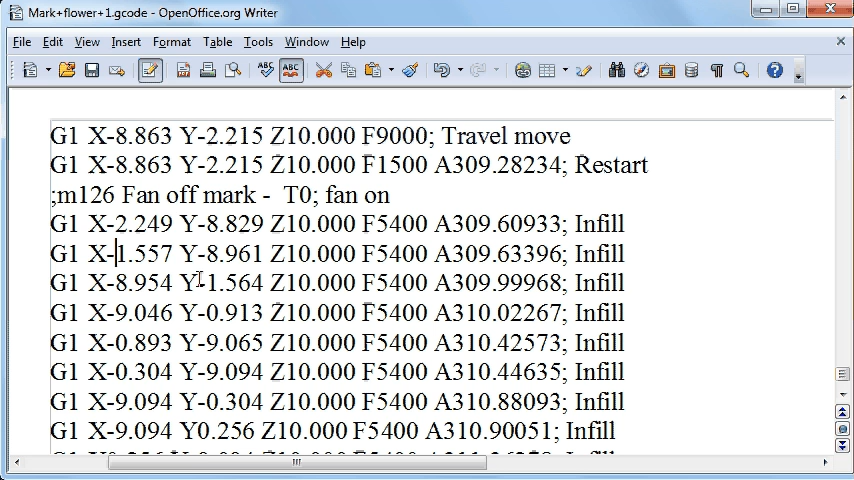 Mark+flower+1.gcode - OpenOffice.org Writer
File Edit View Insert Format Table Tools Window Help
G1 X-8.863 Y-2.215 Z10.000 F9000; Travel move
G1 X-8.863 Y-2.215 Z10.000 F1500 A309.28234; Restart
;m126 Fan off mark - T0; fan on
G1 X-2.249 Y-8.829 Z10.000 F5400 A309.60933; Infill
G1 X-1.557 Y-8.961 Z10.000 F5400 A309.63396; Infill
G1 X-8.954 Y-1.564 Z10.000 F5400 A309.99968; Infill
G1 X-9.046 Y-0.913 Z10.000 F5400 A310.02267; Infill
G1 X-0.893 Y-9.065 Z10.000 F5400 A310.42573; Infill
G1 X-0.304 Y-9.094 Z10.000 F5400 A310.44635; Infill
G1 X-9.094 Y-0.304 Z10.000 F5400 A310.88093; Infill
G1 X-9.094 Y0.256 Z10.000 F5400 A310.90051; Infill